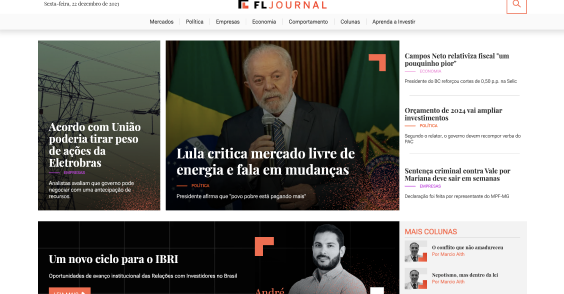 Sexta-feira, 22 dezembro de 2023
FL JOURNAL
Mercados Política Empresas Economia Comportamento Colunas Aprenda a Investir
Acordo com União
poderia tirar peso
de ações da
Eletrobras
EMPRESAS
Analistas avaliam que governo pode
negociar com uma antecipação de
recursos
Lula critica mercado livre de
energia e fala em mudanças
POLÍTICA
Presidente afirma que "povo pobre está pagando mais"
Campos Neto relativiza fiscal "um
pouquinho pior"
ECONOMIA
Presidente do BC reforçou cortes de 0,50 p.p. na Selic
Orçamento de 2024 vai ampliar
investimentos
POLÍTICA
Segundo o relator, o governo devem recompor verba do
PAC
Sentença criminal contra Vale por
Mariana deve sair em semanas
EMPRESAS
Declaração foi feita por representante do MPF-MG
Um novo ciclo para o IBRI
Oportunidades de avanço institucional das Relações com Investidores no Brasil
André
MAIS COLUNAS
O conflito que não amadureceu
Por Marcio Aith
Nepotismo, mas dentro da lei
Por Marcio Aith